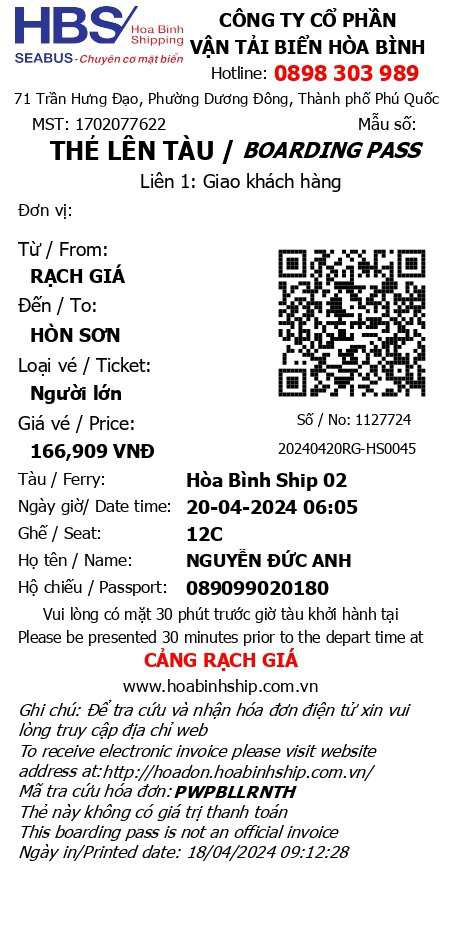 HBS
Hoa Binh
Shipping
SEABUS - Chuyên cơ mặt biển
CÔNG TY CỔ PHẦN
VẬN TẢI BIỂN HÒA BÌNH
Hotline: 0898 303 989
71 Trần Hưng Đạo, Phường Dương Đông, Thành phố Phú Quốc
MST: 1702077622 Mẫu số:
THẺ LÊN TÀU / BOARDING PASS
Liên 1: Giao khách hàng
Đơn vị:
Từ / From:
RẠCH GIÁ
Đến / To:
HÒN SƠN
Loại vé / Ticket:
Người lớn
Giá vé / Price:
166,909 VNĐ
Số / No: 1127724
20240420RG-HS0045
Tàu / Ferry: Hòa Bình Ship 02
Ngày giờ/ Date time: 20-04-2024 06:05
Ghế / Seat: 12C
Họ tên / Name: NGUYỄN ĐỨC ANH
Hộ chiếu / Passport: 089099020180
Vui lòng có mặt 30 phút trước giờ tàu khởi hành tại
Please be presented 30 minutes prior to the depart time at
CẢNG RẠCH GIÁ
www.hoabinhship.com.vn
Ghi chú: Để tra cứu và nhận hóa đơn điện tử xin vui
lòng truy cập địa chỉ web
To receive electronic invoice please visit website
address at: http://hoadon.hoabinhship.com.vn/
Mã tra cứu hóa đơn: PWPBLLRNTH
Thẻ này không có giá trị thanh toán
This boarding pass is not an official invoice
Ngày in/Printed date: 18/04/2024 09:12:28